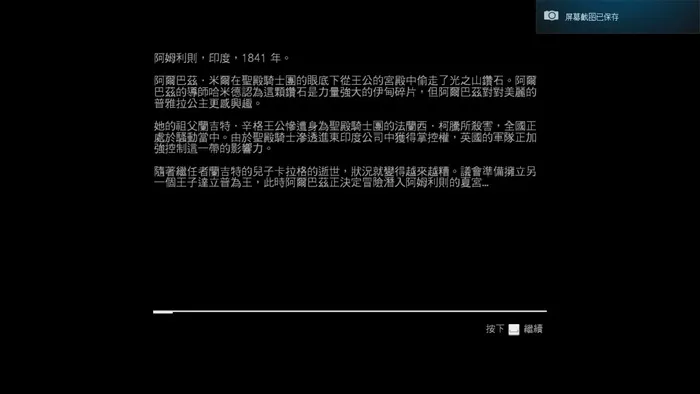 屏幕截图已保存
阿姆利則，印度，1841 年。
阿爾巴茲．米爾在聖殿騎士團的眼底下從王公的宮殿中偷走了光之山鑽石。阿爾
巴茲的導師哈米德認為這顆鑽石是力量強大的伊甸碎片，但阿爾巴茲對對美麗的
普雅拉公主更感興趣。
她的祖父蘭吉特．辛格王公慘遭身為聖殿騎士團的法蘭西．柯騰所殺害，全國正
處於騷動當中。由於聖殿騎士滲透進東印度公司中獲得掌控權，英國的軍隊正加
強控制這一帶的影響力。
隨著繼任者蘭吉特的兒子卡拉格的逝世，狀況就變得越來越糟。議會準備擁立另
一個王子達立普為王，此時阿爾巴茲正決定冒險潛入阿姆利則的夏宮...
按下 繼續